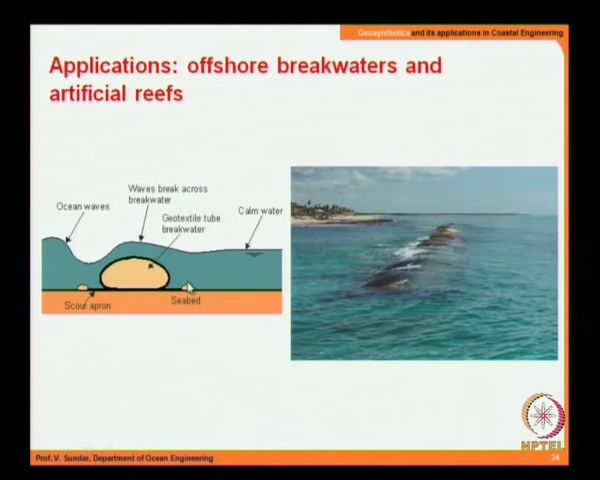 Geosynthetics and its applications in Coastal Engineering
Applications: offshore breakwaters and
artificial reefs
Ocean waves
Waves break across
breakwater
Geotextile tube
breakwater
Calm water
Scour apron
Seabed
NPTEL
Prof. V. Sundar, Department of Ocean Engineering
34